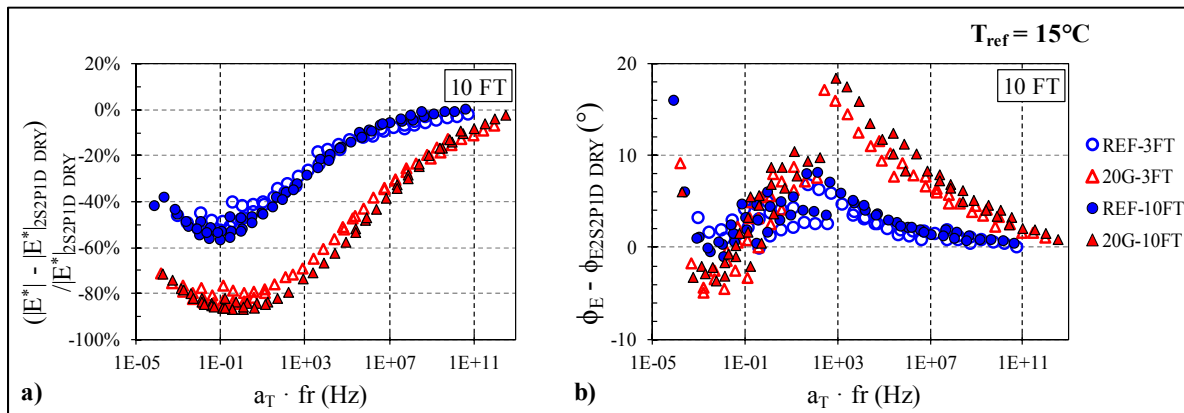 T_ref = 15°C
10 FT
(|E*| - |E*|_2S2P1D DRY)
/|E*|_2S2P1D DRY
20%
0%
-20%
-40%
-60%
-80%
-100%
1E-05 1E-01 1E+03 1E+07 1E+11
a_T · fr (Hz)
a)
10 FT
ϕ_E - ϕ_E2S2P1D DRY (°)
20
10
0
-10
1E-05 1E-01 1E+03 1E+07 1E+11
a_T · fr (Hz)
b)
REF-3FT
20G-3FT
REF-10FT
20G-10FT